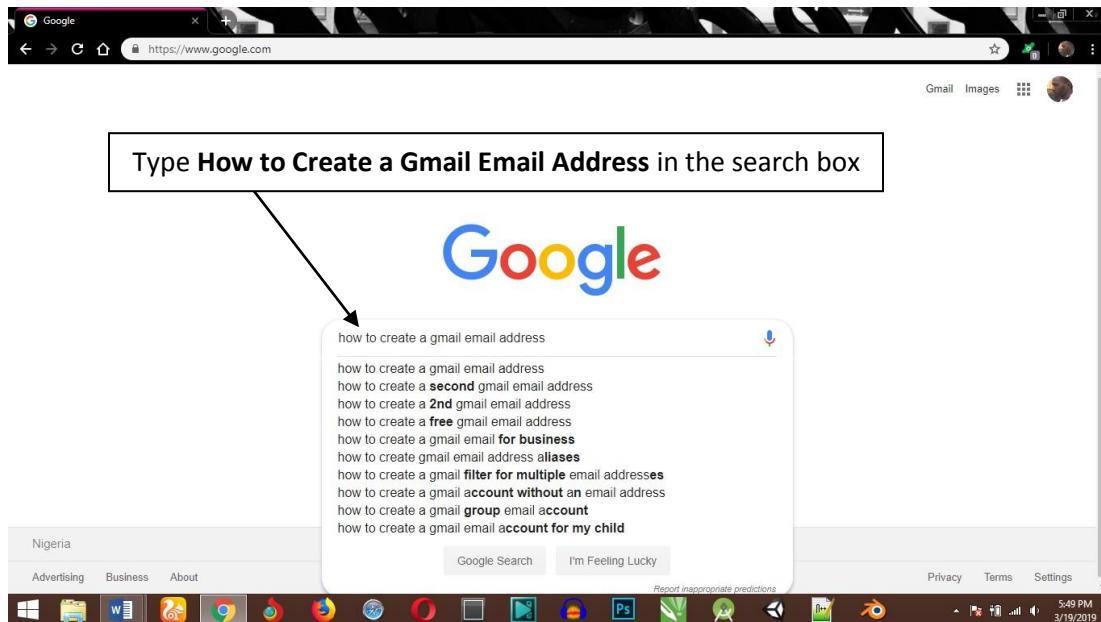 Google
https://www.google.com
Gmail Images
Type How to Create a Gmail Email Address in the search box
Google
how to create a gmail email address
how to create a gmail email address
how to create a second gmail email address
how to create a 2nd gmail email address
how to create a free gmail email address
how to create a gmail email for business
how to create gmail email address aliases
how to create a gmail filter for multiple email addresses
how to create a gmail account without an email address
how to create a gmail group email account
how to create a gmail email account for my child
Google Search I'm Feeling Lucky
Report inappropriate predictions
Nigeria
Advertising Business About
Privacy Terms Settings
Ps
5:49 PM
3/19/2019